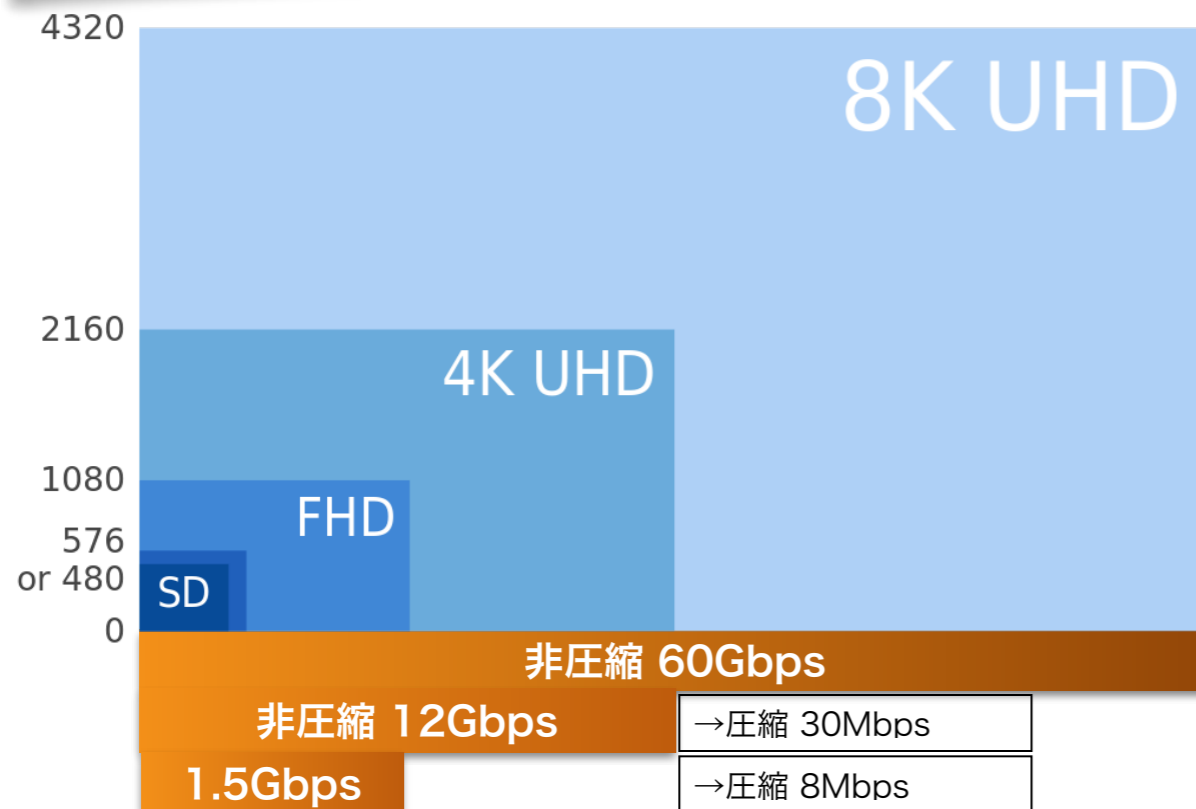 4320
8K UHD
2160
4K UHD
1080
FHD
576
or 480
SD
0
非圧縮 60Gbps
非圧縮 12Gbps
→圧縮 30Mbps
1.5Gbps
→圧縮 8Mbps